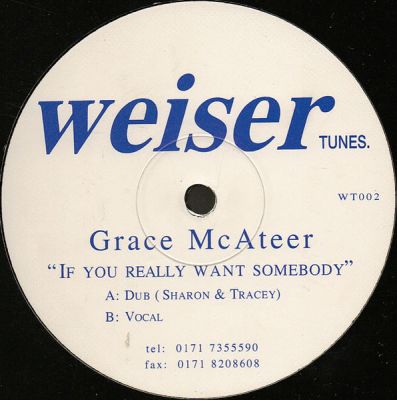 weiser TUNES.
WT002
Grace McAteer
"IF YOU REALLY WANT SOMEBODY"
A: DUB ( SHARON & TRACEY)
B: VOCAL
tel: 0171 7355590
fax: 0171 8208608